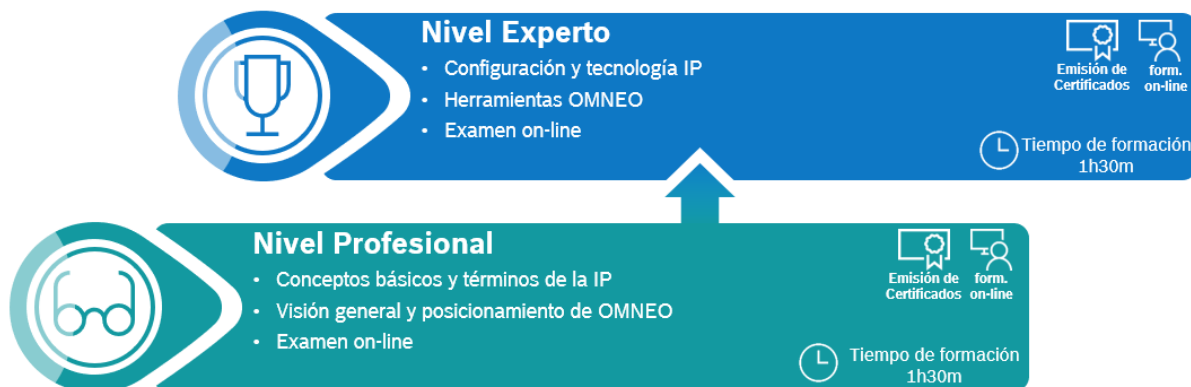 Nivel Experto
• Configuración y tecnología IP
• Herramientas OMNEO
• Examen on-line
Emisión de
Certificados
form.
on-line
Tiempo de formación
1h30m
Nivel Profesional
• Conceptos básicos y términos de la IP
• Visión general y posicionamiento de OMNEO
• Examen on-line
Emisión de
Certificados
form.
on-line
Tiempo de formación
1h30m